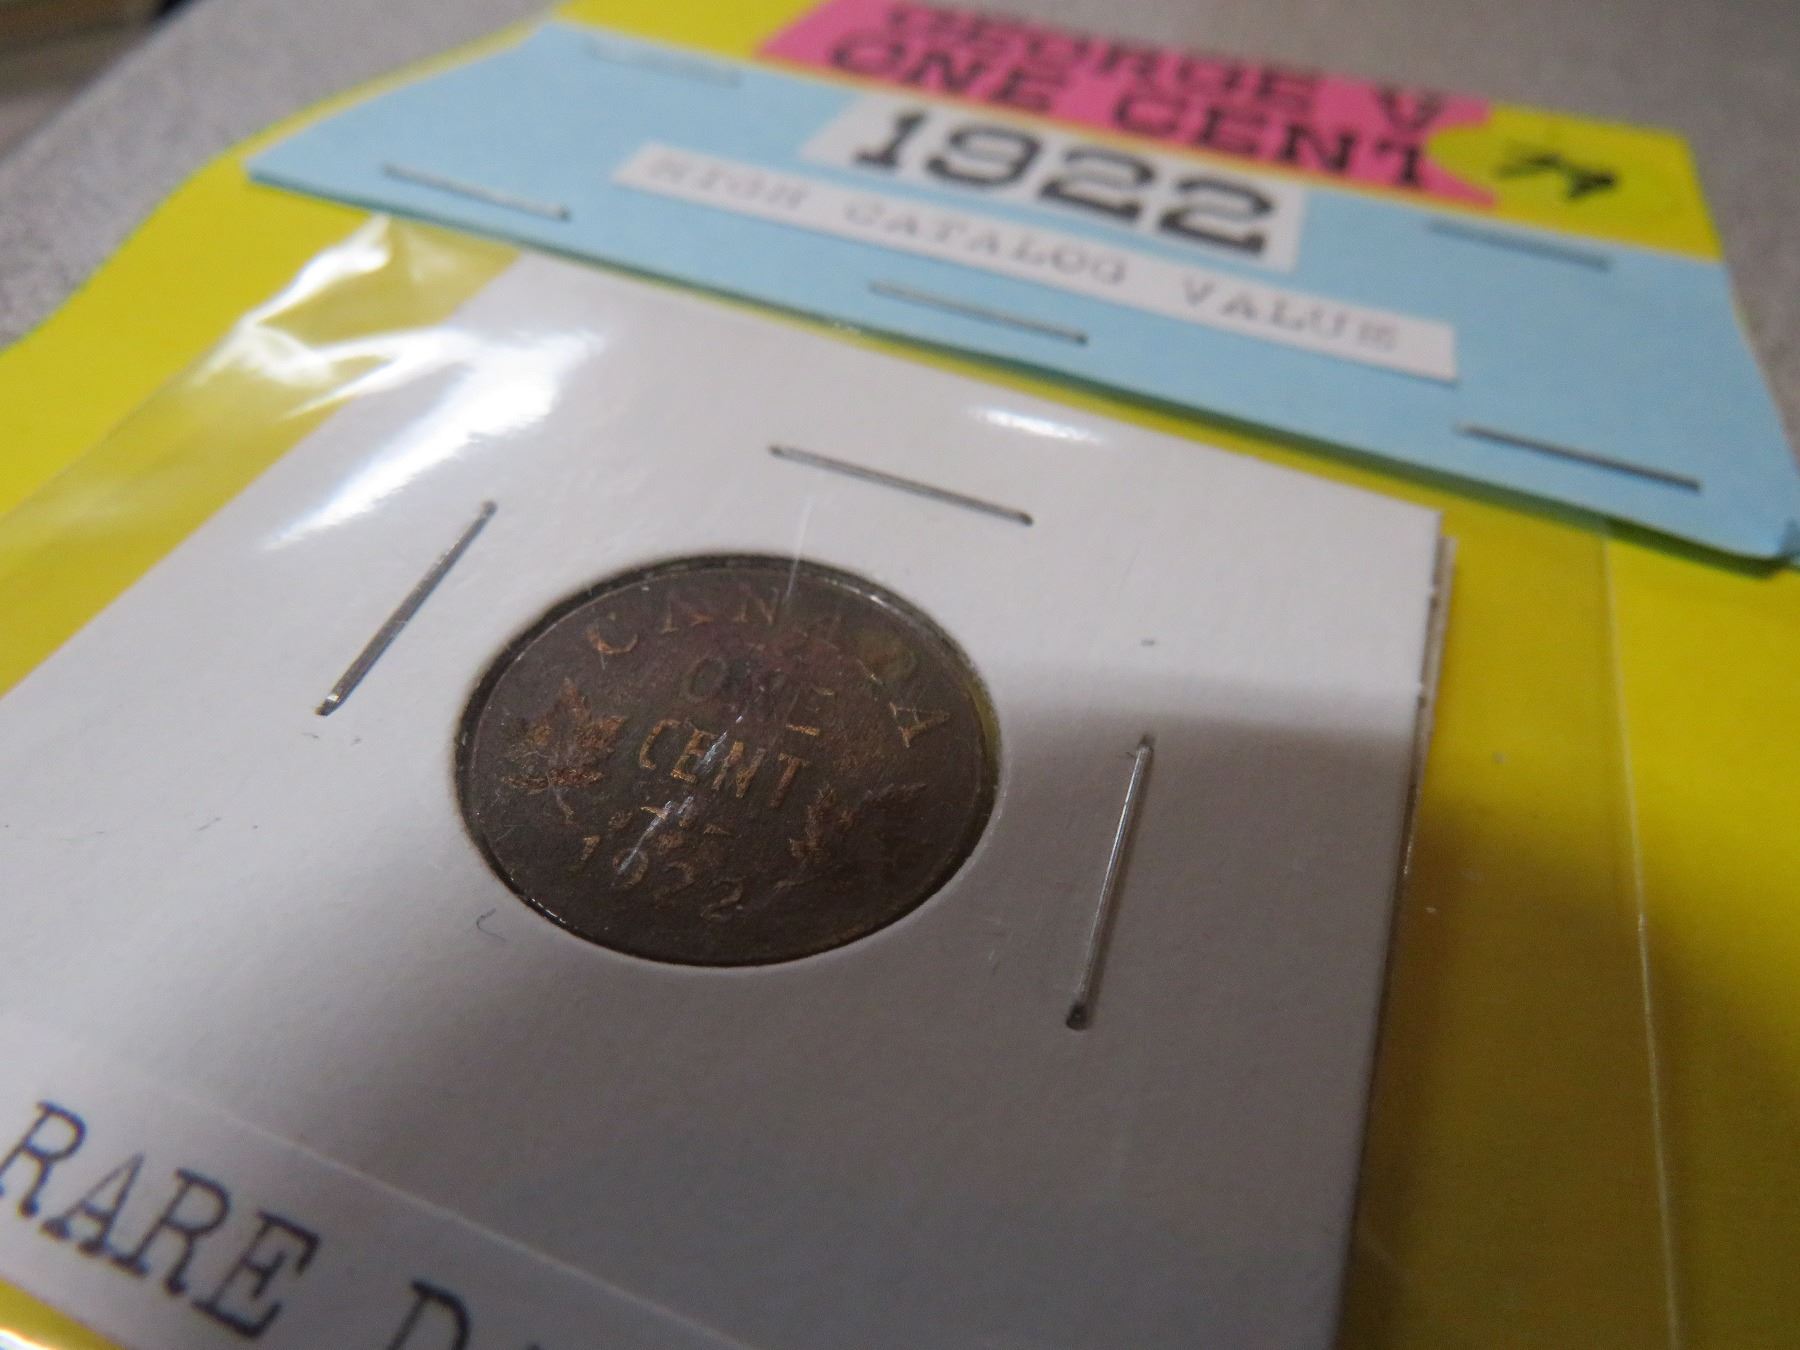 GEORGE V
ONE CENT
1922
HIGH CATALOG VALUE
CANADA
ONE
CENT
1922
RARE